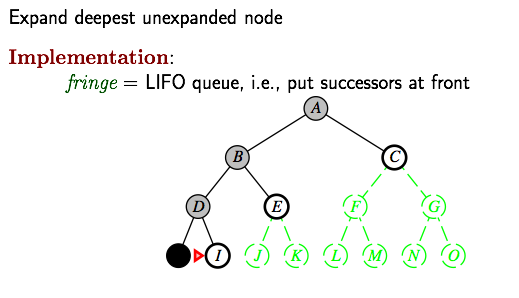 Expand deepest unexpanded node
Implementation:
fringe = LIFO queue, i.e., put successors at front
A
B C
D E F G
I J K L M N O